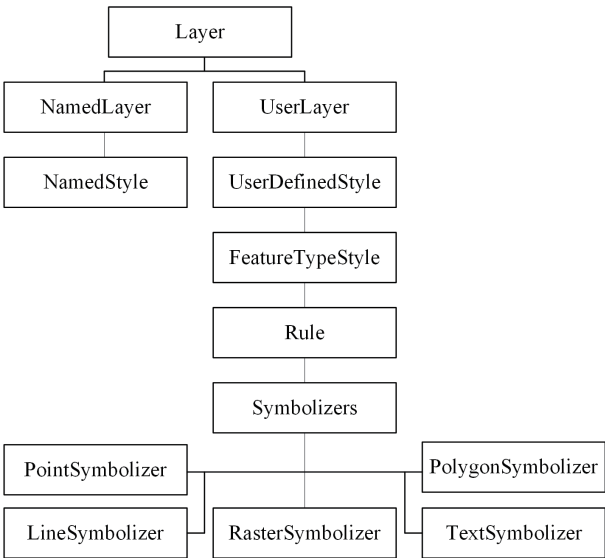 Layer
NamedLayer
UserLayer
NamedStyle
UserDefinedStyle
FeatureTypeStyle
Rule
Symbolizers
PointSymbolizer
PolygonSymbolizer
LineSymbolizer
RasterSymbolizer
TextSymbolizer